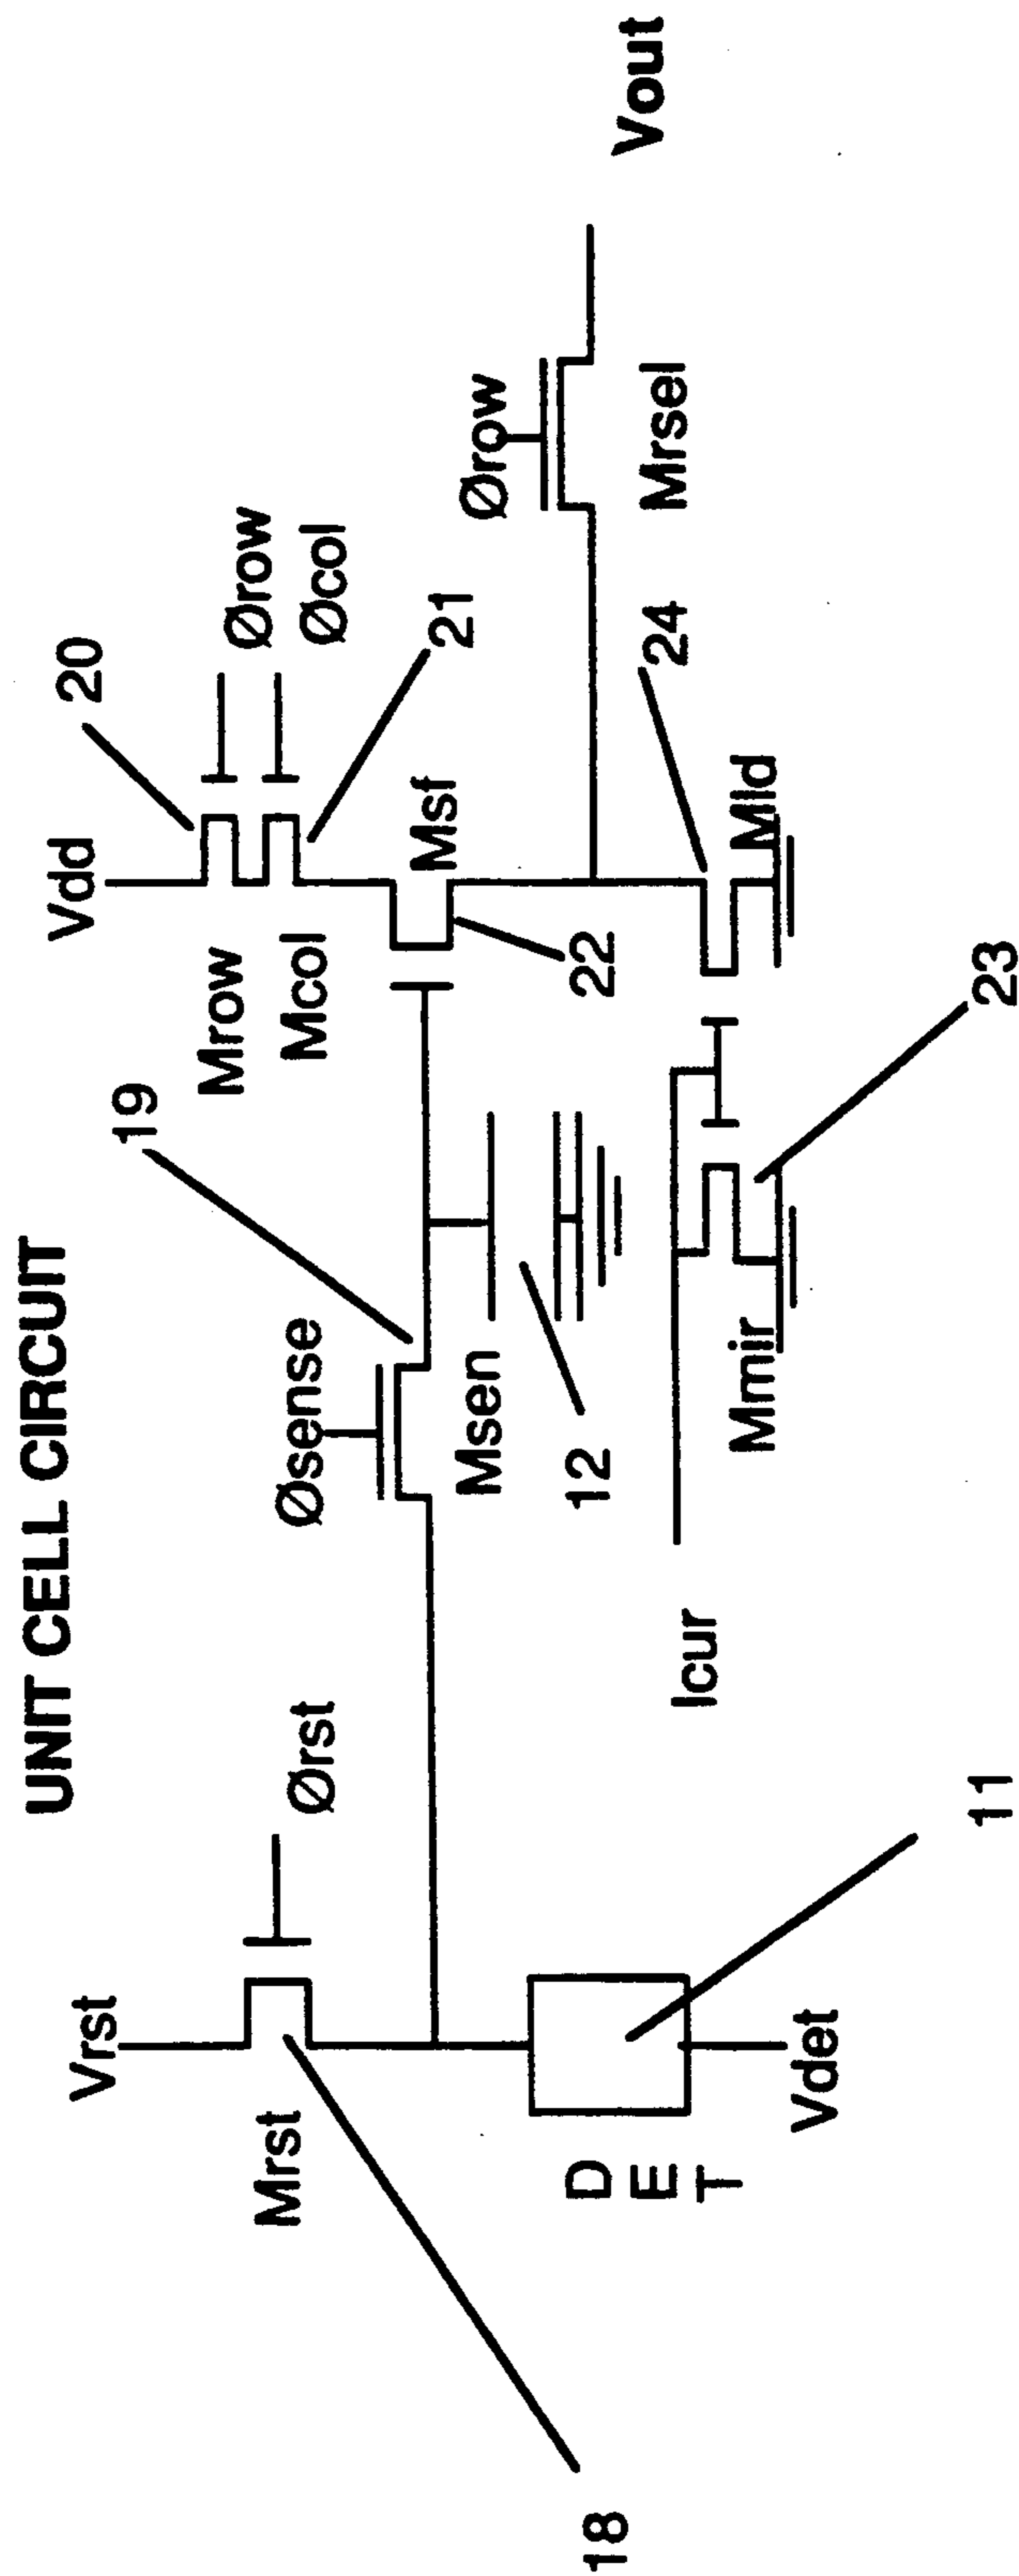 UNIT CELL CIRCUIT
Vrst
Mrst
Ørst
18
DET
11
Vdet
Øsense
Msen
19
12
Icur
Mmir
23
Vdd
20
Mrow
Mcol
Ørow
Øcol
21
Msf
22
24
Mld
Ørow
Mrsel
Vout